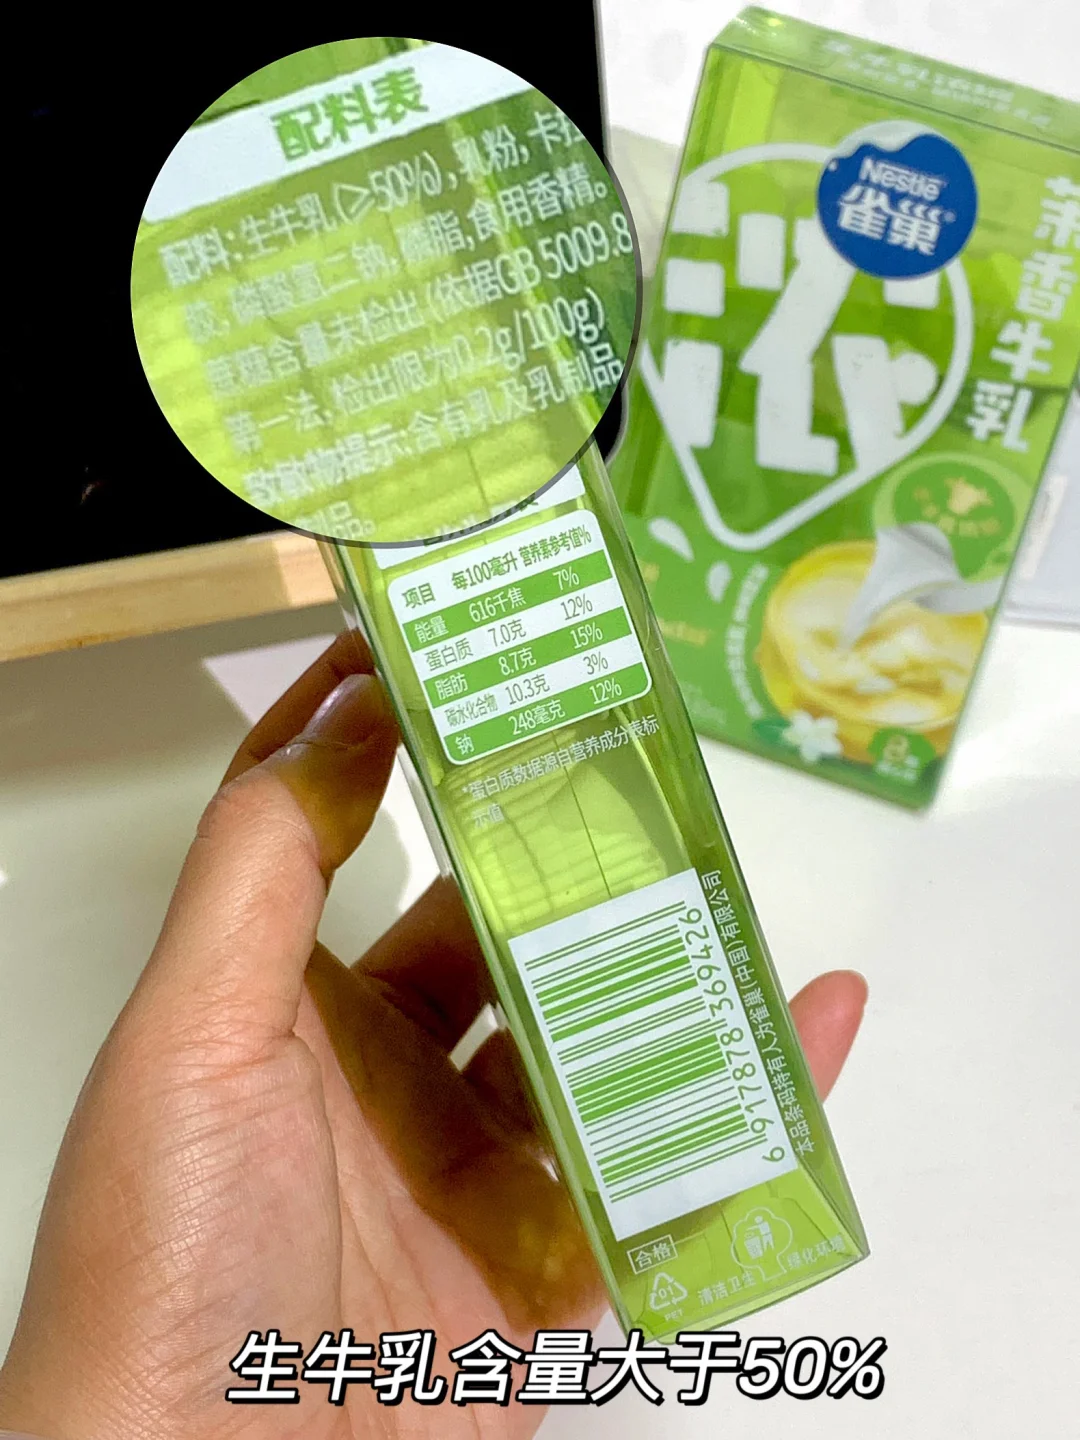 配料表
配料:生牛乳(≥50%),乳粉,卡拉
胶,磷酸氢二钠,磷脂,食用香精。
蔗糖含量未检出(依据GB 5009.8
第一法,检出限为0.2g/100g)
致敏物提示:含有乳及乳制品
制品。
项目 每100毫升 营养素参考值%
能量 616千焦 7%
蛋白质 7.0克 12%
脂肪 8.7克 15%
碳水化合物 10.3克 3%
钠 248毫克 12%
*蛋白质数据源自营养成分表标
示值
6 917878 369426
本品条码持有人为雀巢(中国)有限公司
合格
01
PET
清洁卫生
绿化环境
Nestlé
雀巢
浓
茉香牛乳
生牛乳含量大于50%